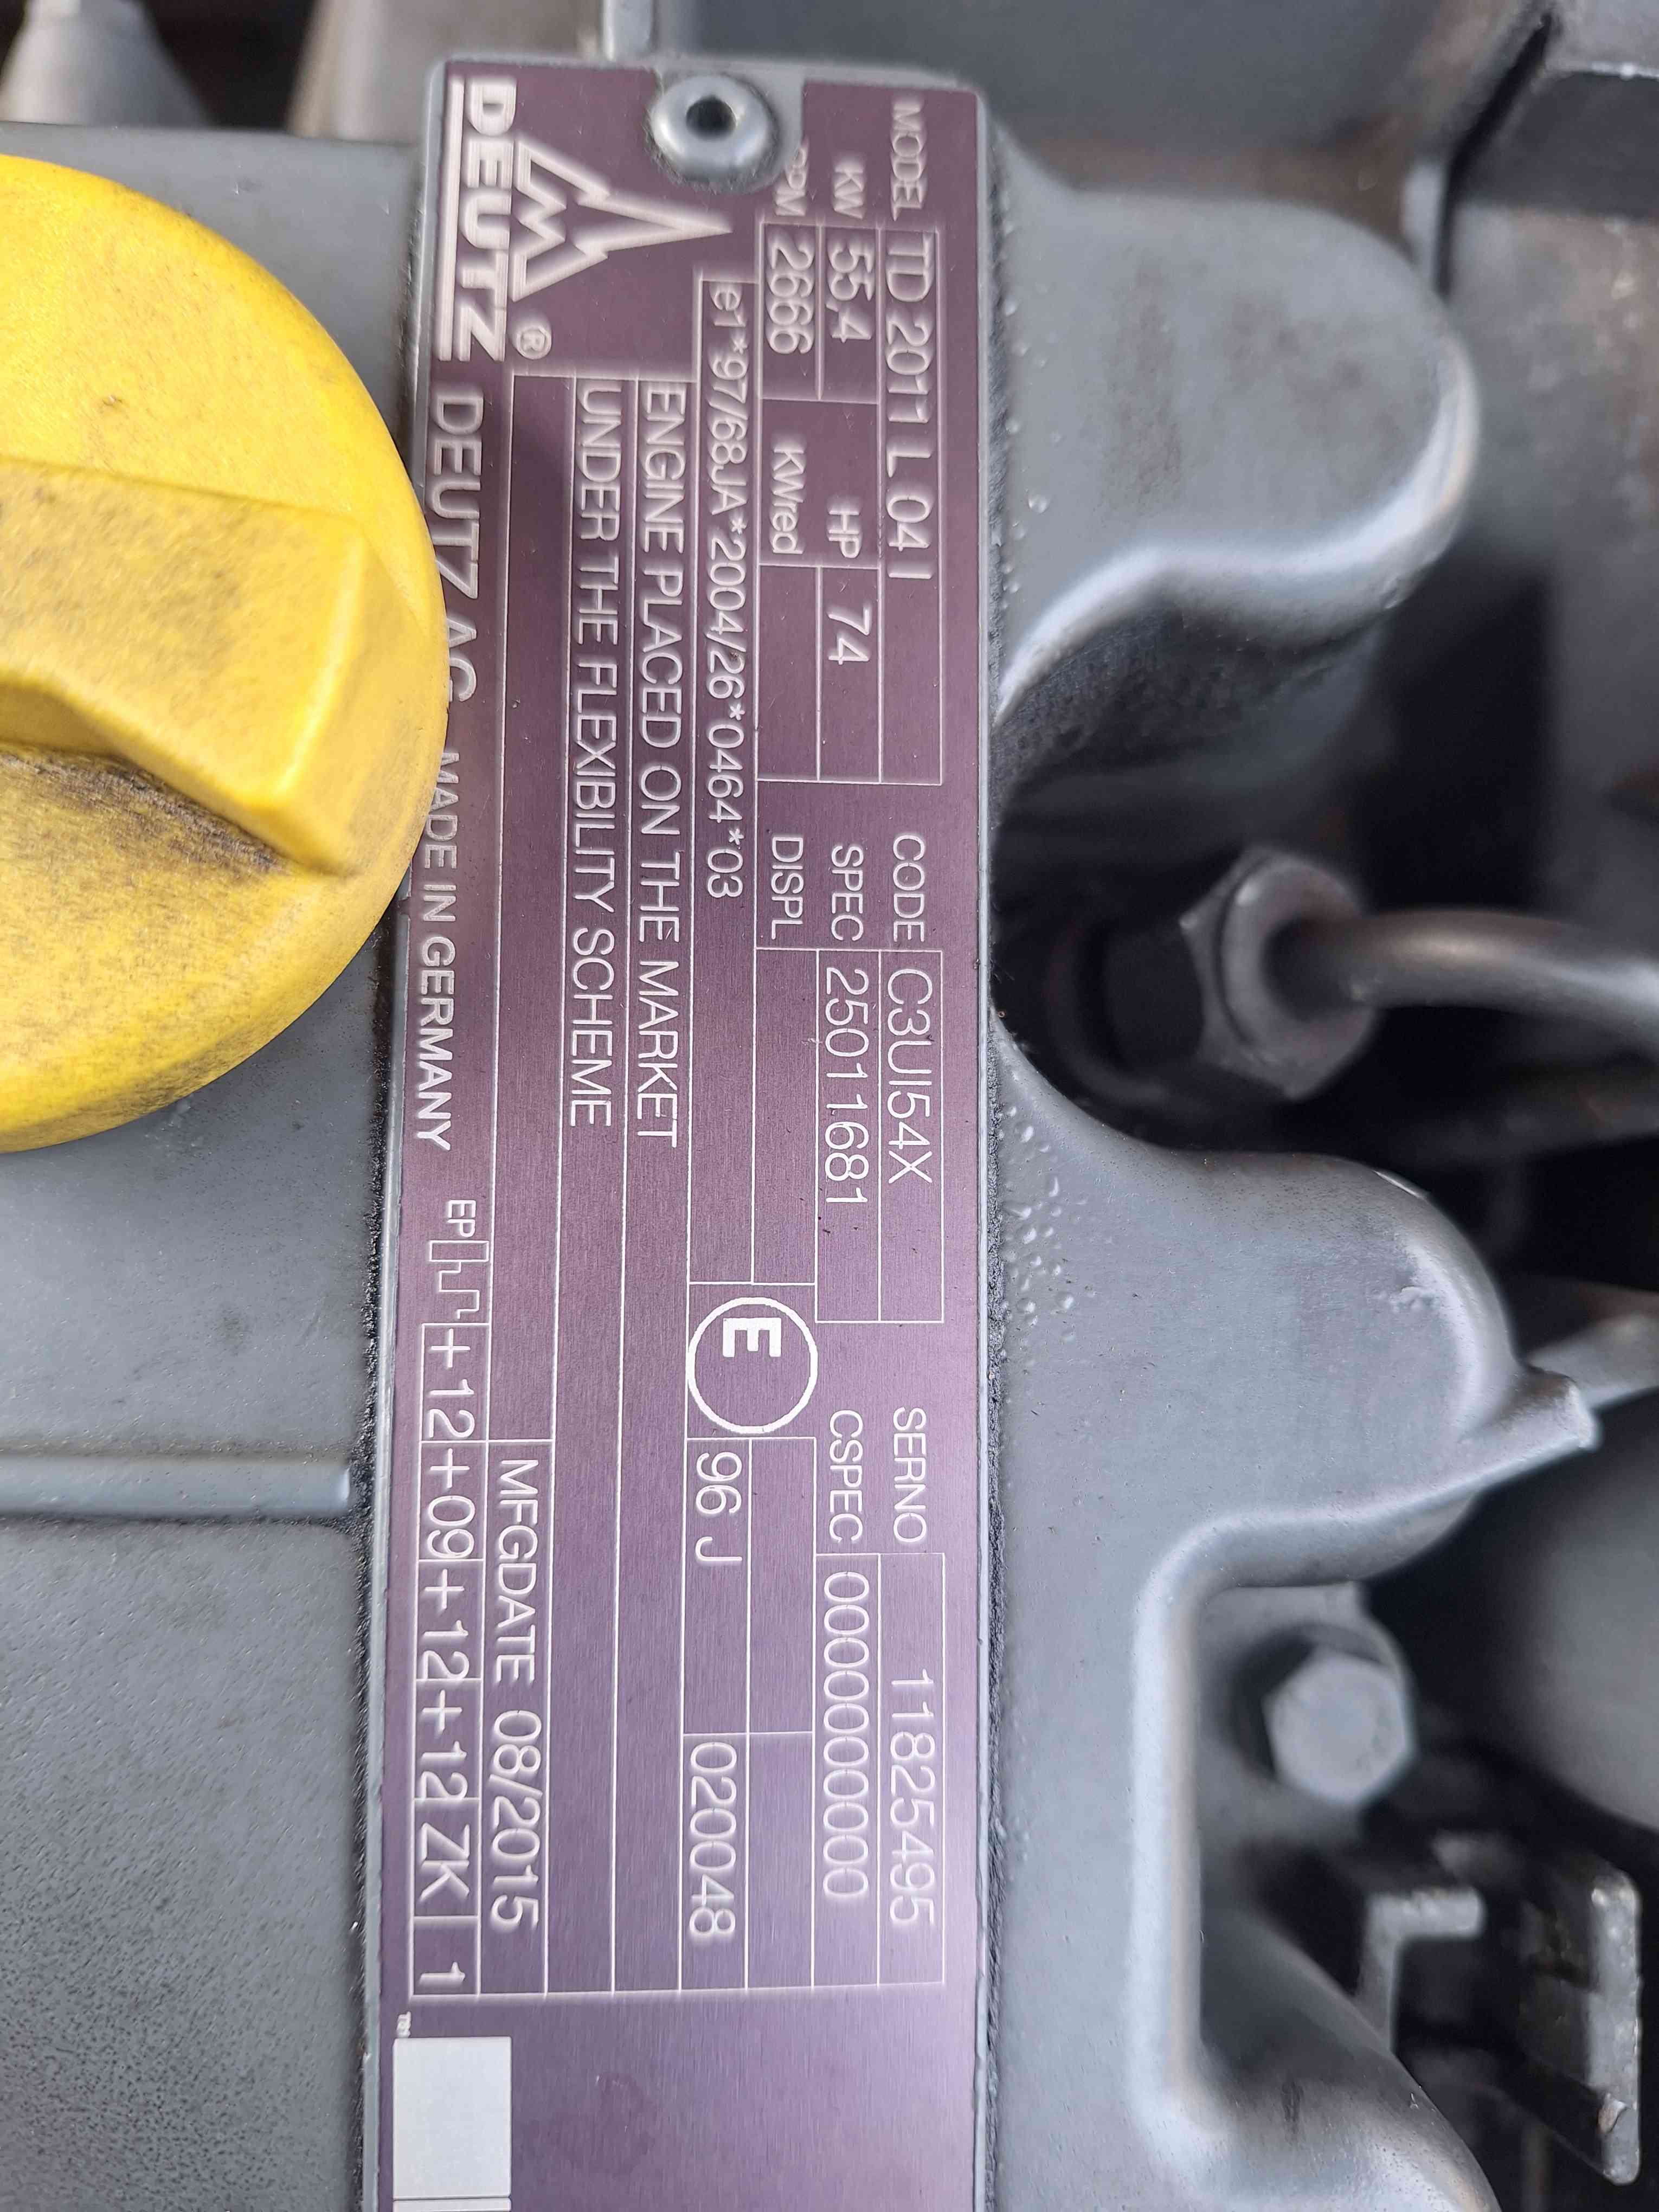 MODEL TD 2011 L 04 I CODE C3UI54X SERNO 11825495
KW 55,4 HP 74 SPEC 25011681 CSPEC 0000000000
RPM 2666 KWred DISPL
e1*97/68JA*2004/26*0464*03 E 96 J 020048
ENGINE PLACED ON THE MARKET
UNDER THE FLEXIBILITY SCHEME
MFGDATE 08/2015
DEUTZ ® DEUTZ AG MADE IN GERMANY EP +12+09+12+12 ZK 1